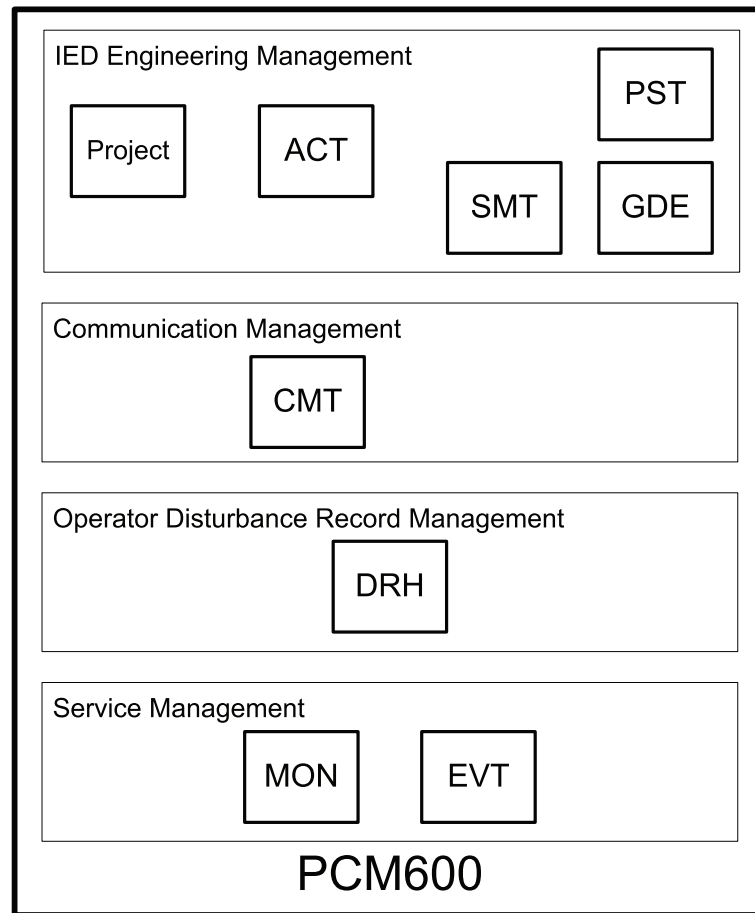 IED Engineering Management
PST
Project
ACT
SMT
GDE
Communication Management
CMT
Operator Disturbance Record Management
DRH
Service Management
MON
EVT
PCM600